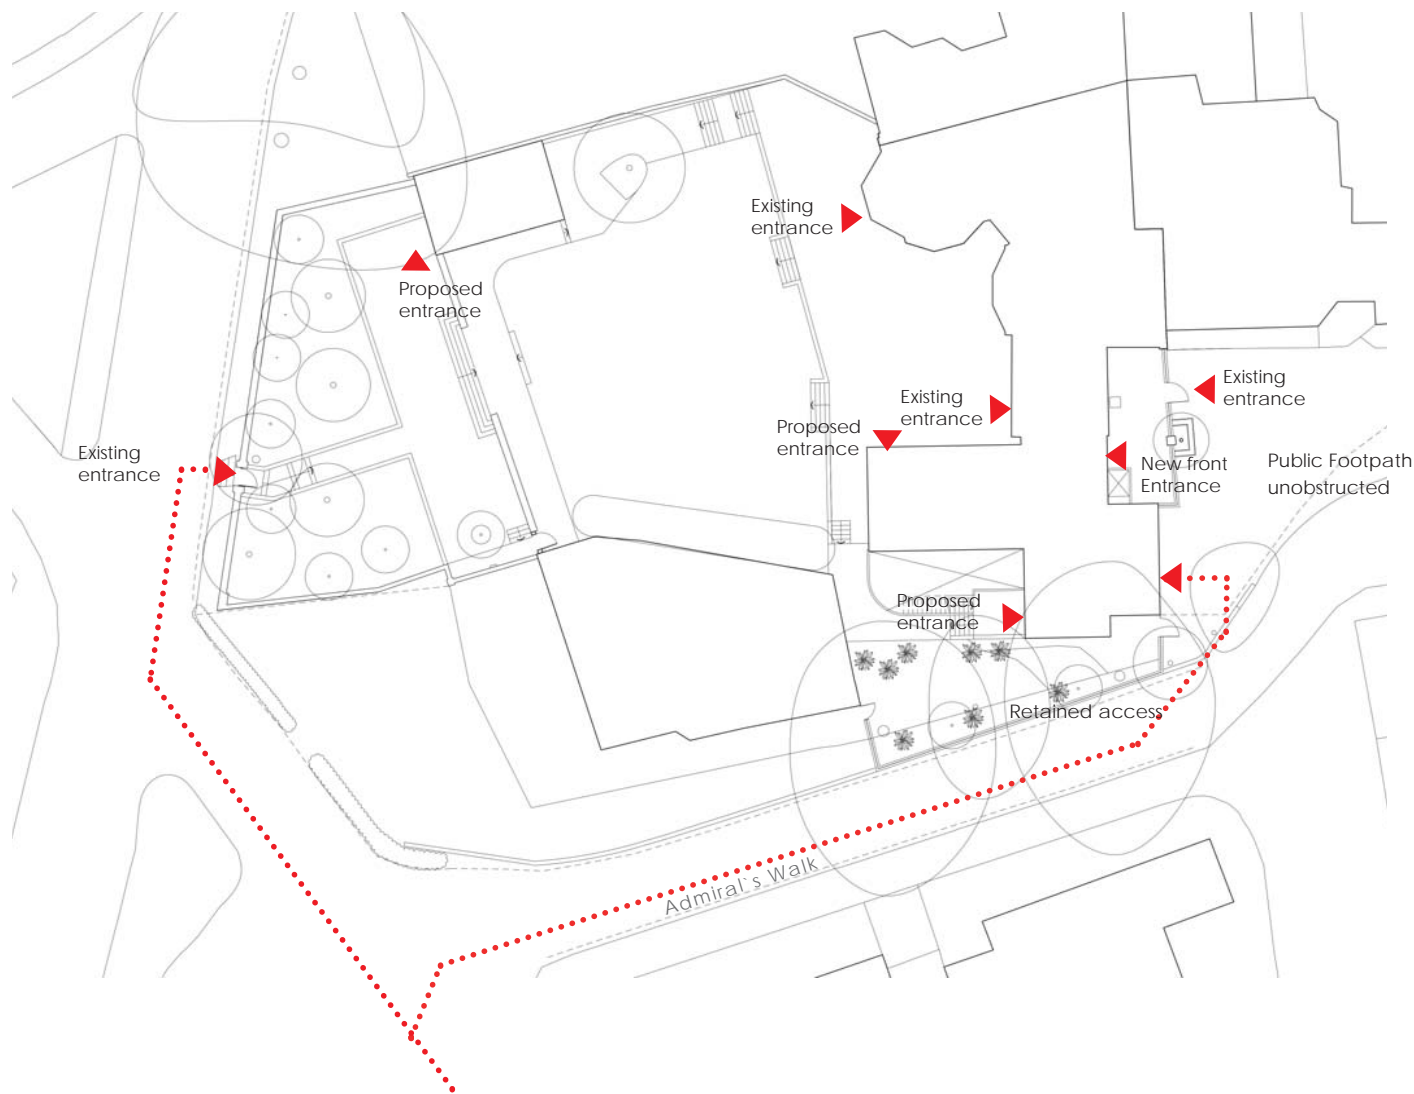 Existing
entrance
Proposed
entrance
Existing
entrance
Existing
entrance
Proposed
entrance
Existing
entrance
New front
Entrance
Public Footpath
unobstructed
Proposed
entrance
Retained access
Existing
entrance
Admiral`s Walk